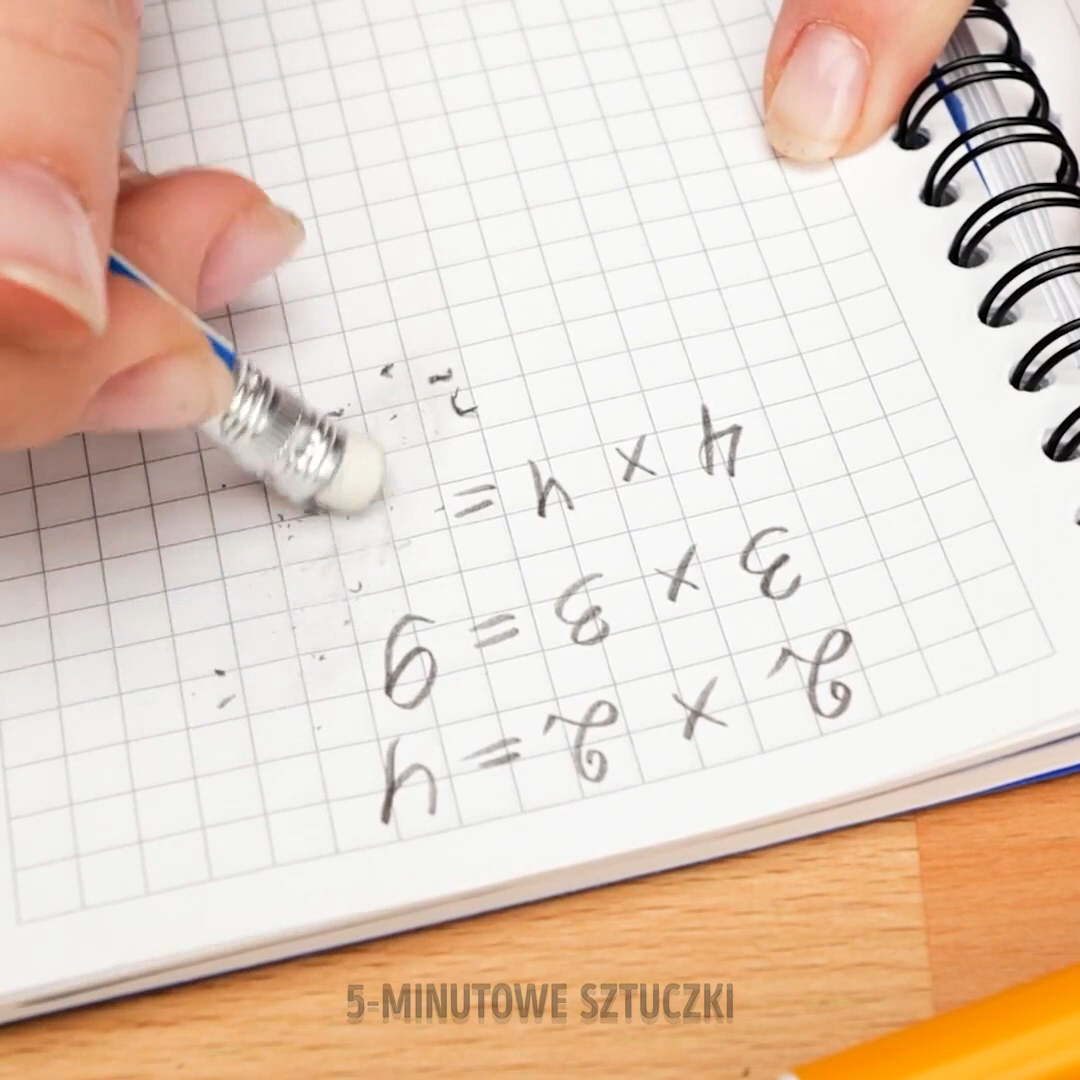 2 x 2 = 4
3 x 3 = 9
4 x 4 =
5-MINUTOWE SZTUCZKI